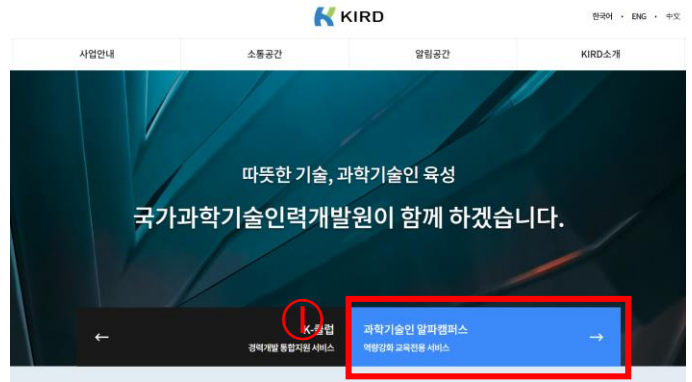 KIRD
한국어 · ENG · 中文
사업안내 소통공간 알림공간 KIRD소개
따뜻한 기술, 과학기술인 육성
국가과학기술인력개발원이 함께 하겠습니다.
①
← K-클럽
경력개발 통합지원 서비스
과학기술인 알파캠퍼스 →
역량강화 교육전용 서비스